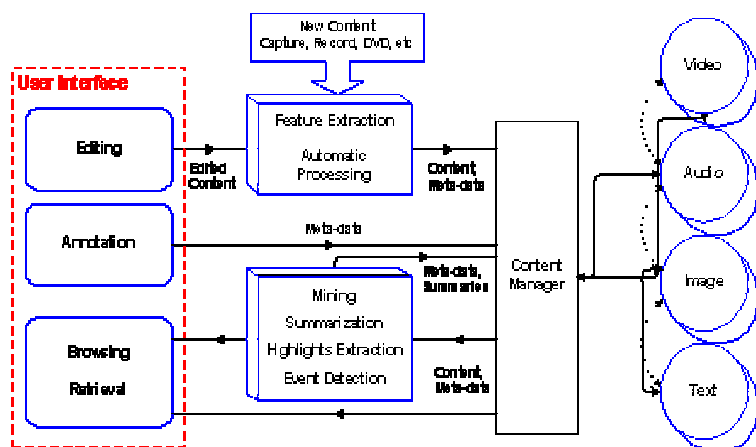 New Content
Capture, Record, DVD, etc
User Interface
Editing
Edited
Content
Feature Extraction
Automatic
Processing
Content,
Meta-data
Annotation
Meta-data
Meta-data,
Summaries
Mining
Summarization
Highlights Extraction
Event Detection
Content,
Meta-data
Browsing
Retrieval
Content
Manager
Video
Audio
Image
Text